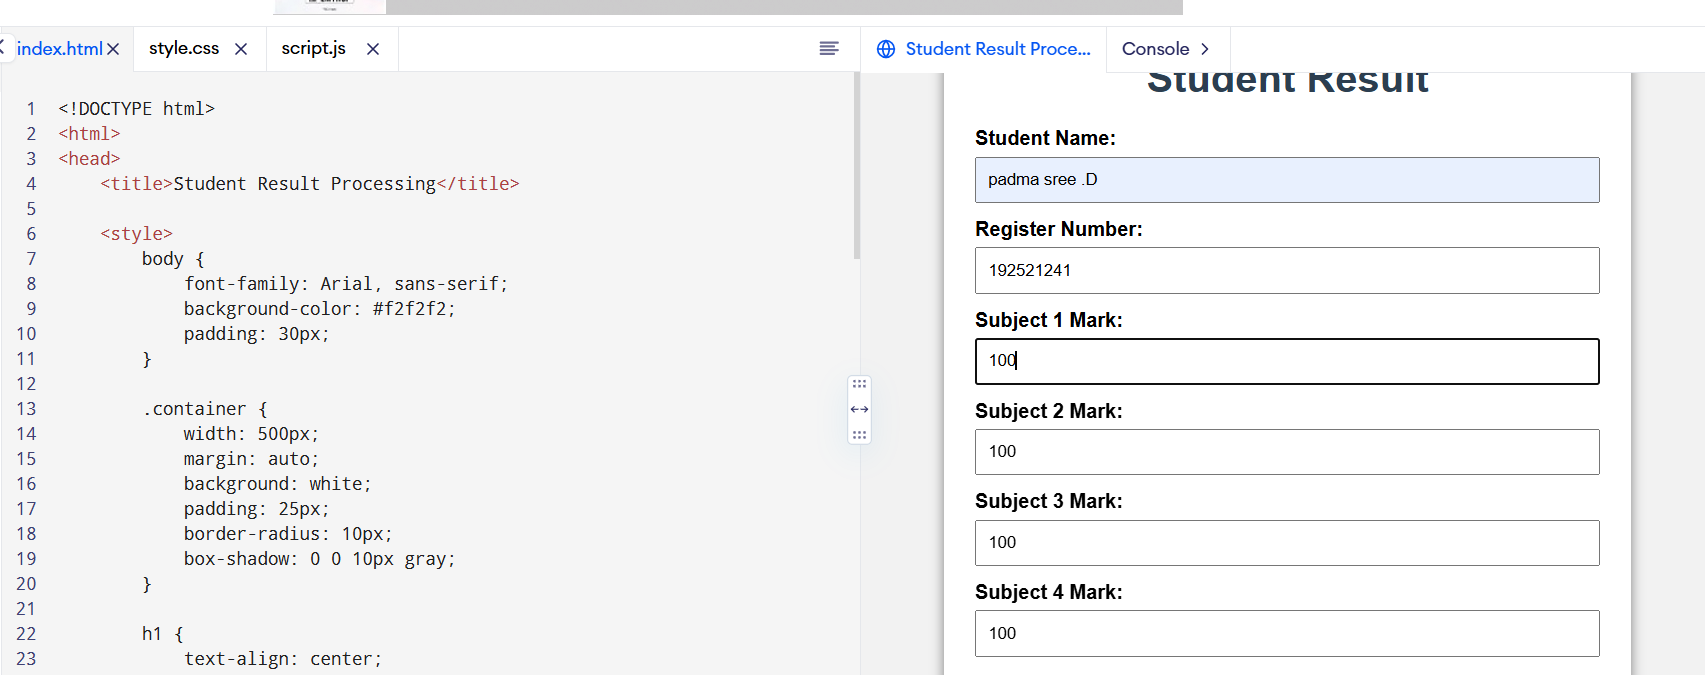 index.html
style.css
script.js
Student Result Proce...
Console
1 <!DOCTYPE html>
2 <html>
3 <head>
4 <title>Student Result Processing</title>
5
6 <style>
7 body {
8 font-family: Arial, sans-serif;
9 background-color: #f2f2f2;
10 padding: 30px;
11 }
12
13 .container {
14 width: 500px;
15 margin: auto;
16 background: white;
17 padding: 25px;
18 border-radius: 10px;
19 box-shadow: 0 0 10px gray;
20 }
21
22 h1 {
23 text-align: center;
Student Result
Student Name:
padma sree .D
Register Number:
192521241
Subject 1 Mark:
100
Subject 2 Mark:
100
Subject 3 Mark:
100
Subject 4 Mark:
100